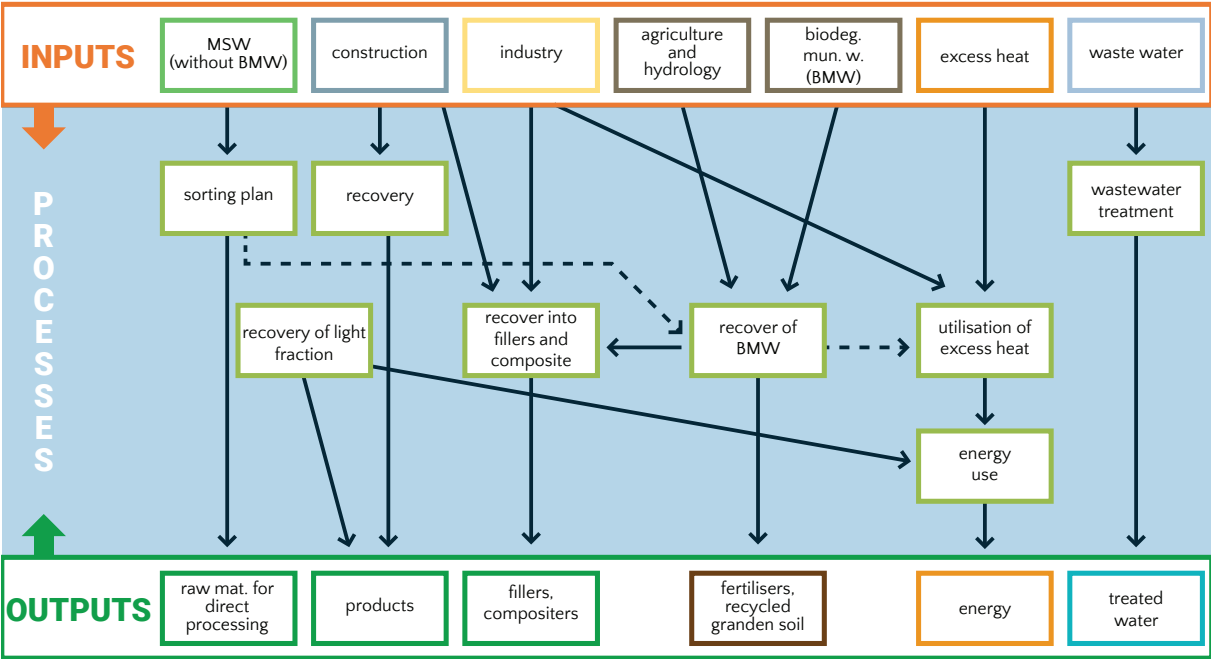 INPUTS
MSW
(without BMW)
construction
industry
agriculture
and
hydrology
biodeg.
mun. w.
(BMW)
excess heat
waste water
PROCESSES
sorting plan
recovery
wastewater
treatment
recovery of light
fraction
recover into
fillers and
composite
recover of
BMW
utilisation of
excess heat
energy
use
OUTPUTS
raw mat. for
direct
processing
products
fillers,
compositers
fertilisers,
recycled
granden soil
energy
treated
water